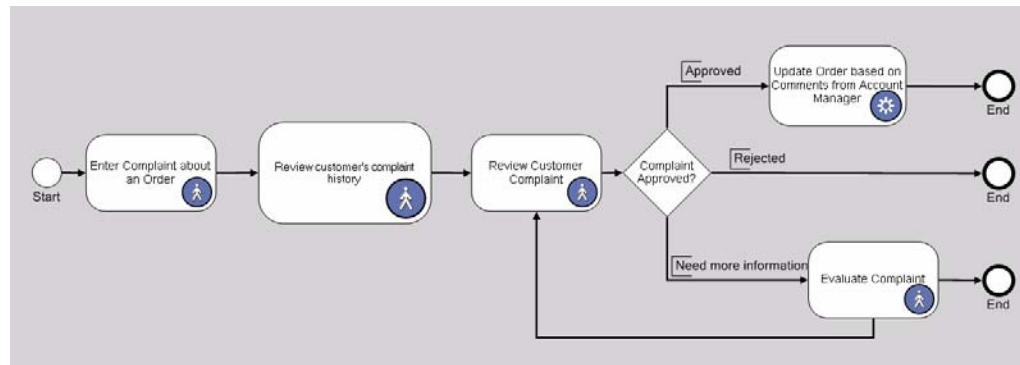 Start
Enter Complaint about
an Order
Review customer's complaint
history
Review Customer
Complaint
Complaint
Approved?
Approved
Update Order based on
Comments from Account
Manager
End
Rejected
End
Need more information
Evaluate Complaint
End